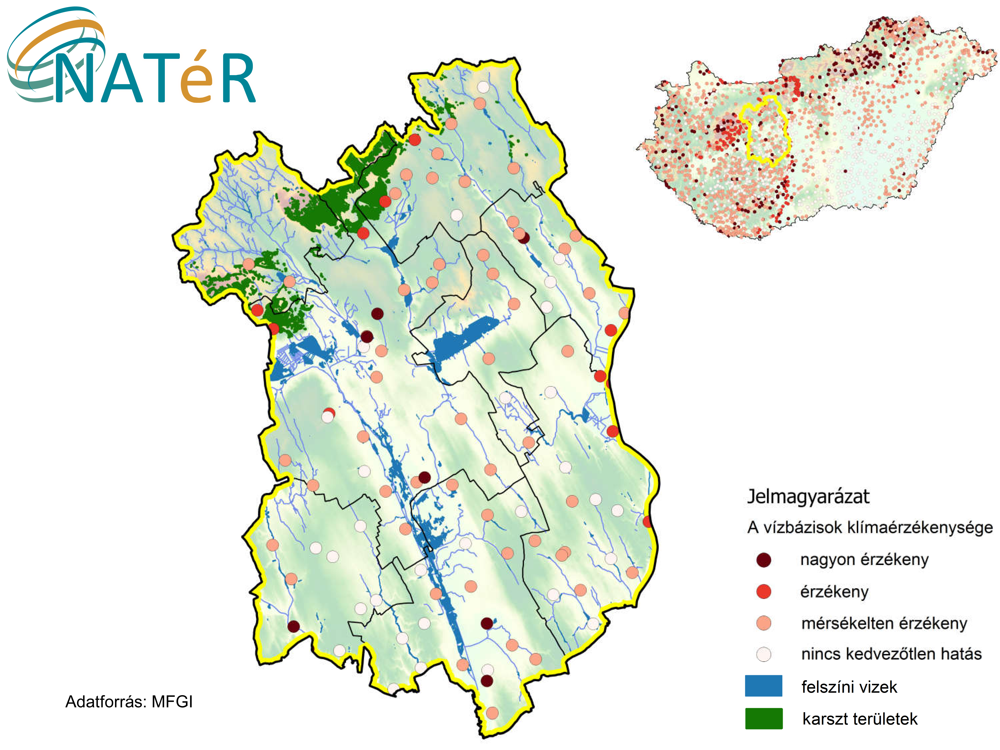 NATéR
Jelmagyarázat
A vízbázisok klímaérzékenysége
nagyon érzékeny
érzékeny
mérsékelten érzékeny
nincs kedvezőtlen hatás
felszíni vizek
karszt területek
Adatforrás: MFGI